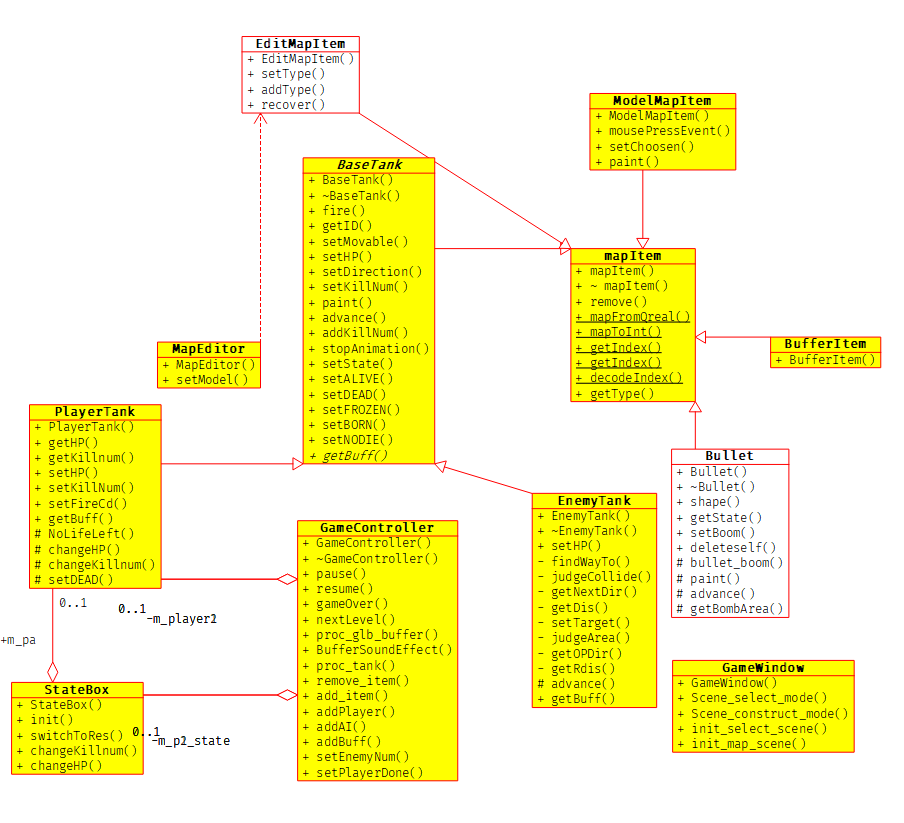 EditMapItem
+ EditMapItem()
+ setType()
+ addType()
+ recover()
ModelMapItem
+ ModelMapItem()
+ mousePressEvent()
+ setChoosen()
+ paint()
BaseTank
+ BaseTank()
+ ~BaseTank()
+ fire()
+ getID()
+ setMovable()
+ setHP()
+ setDirection()
+ setKillNum()
+ paint()
+ advance()
+ addKillNum()
+ stopAnimation()
+ setState()
+ setALIVE()
+ setDEAD()
+ setFROZEN()
+ setBORN()
+ setNODIE()
+ getBuff()
mapItem
+ mapItem()
+ ~ mapItem()
+ remove()
+ mapFromQreal()
+ mapToInt()
+ getIndex()
+ getIndex()
+ decodeIndex()
+ getType()
BufferItem
+ BufferItem()
MapEditor
+ MapEditor()
+ setModel()
PlayerTank
+ PlayerTank()
+ getHP()
+ getKillnum()
+ setHP()
+ setKillNum()
+ setFireCd()
+ getBuff()
# NoLifeLeft()
# changeHP()
# changeKillnum()
# setDEAD()
Bullet
+ Bullet()
+ ~Bullet()
+ shape()
+ getState()
+ setBoom()
+ deleteself()
# bullet_boom()
# paint()
# advance()
# getBombArea()
EnemyTank
+ EnemyTank()
+ ~EnemyTank()
+ setHP()
- findWayTo()
- judgeCollide()
- getNextDir()
- getDis()
- setTarget()
- judgeArea()
- getOPDir()
- getRdis()
# advance()
+ getBuff()
GameController
+ GameController()
+ ~GameController()
+ pause()
+ resume()
+ gameOver()
+ nextLevel()
+ proc_glb_buffer()
+ BufferSoundEffect()
+ proc_tank()
+ remove_item()
+ add_item()
+ addPlayer()
+ addAI()
+ addBuff()
+ setEnemyNum()
+ setPlayerDone()
0..1
0..1
+m_pa
StateBox
+ StateBox()
+ init()
+ switchToRes()
+ changeKillnum()
+ changeHP()
0..1
GameWindow
+ GameWindow()
+ Scene_select_mode()
+ Scene_construct_mode()
+ init_select_scene()
+ init_map_scene()